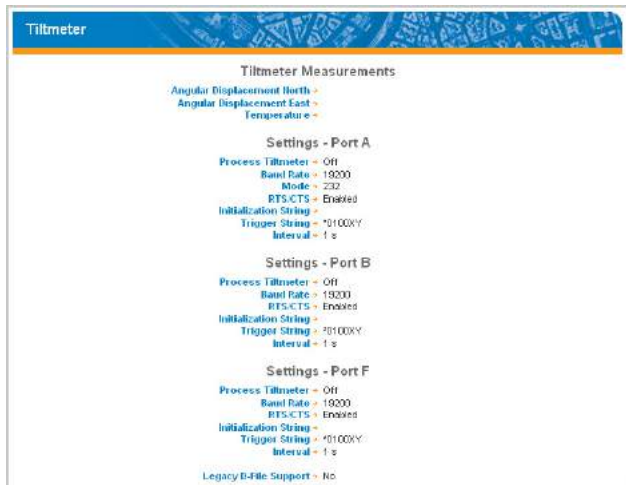 Tiltmeter
Tiltmeter Measurements
Angular Displacement North
Angular Displacement East
Temperature
Settings - Port A
Process Tiltmeter Off
Baud Rate 19200
Mode 232
RTS/CTS Enabled
Initialization String
Trigger String *0100XY
Interval 1 s
Settings - Port B
Process Tiltmeter Off
Baud Rate 19200
RTS/CTS Enabled
Initialization String
Trigger String *0100XY
Interval 1 s
Settings - Port F
Process Tiltmeter Off
Baud Rate 19200
RTS/CTS Enabled
Initialization String
Trigger String *0100XY
Interval 1 s
Legacy B-File Support No